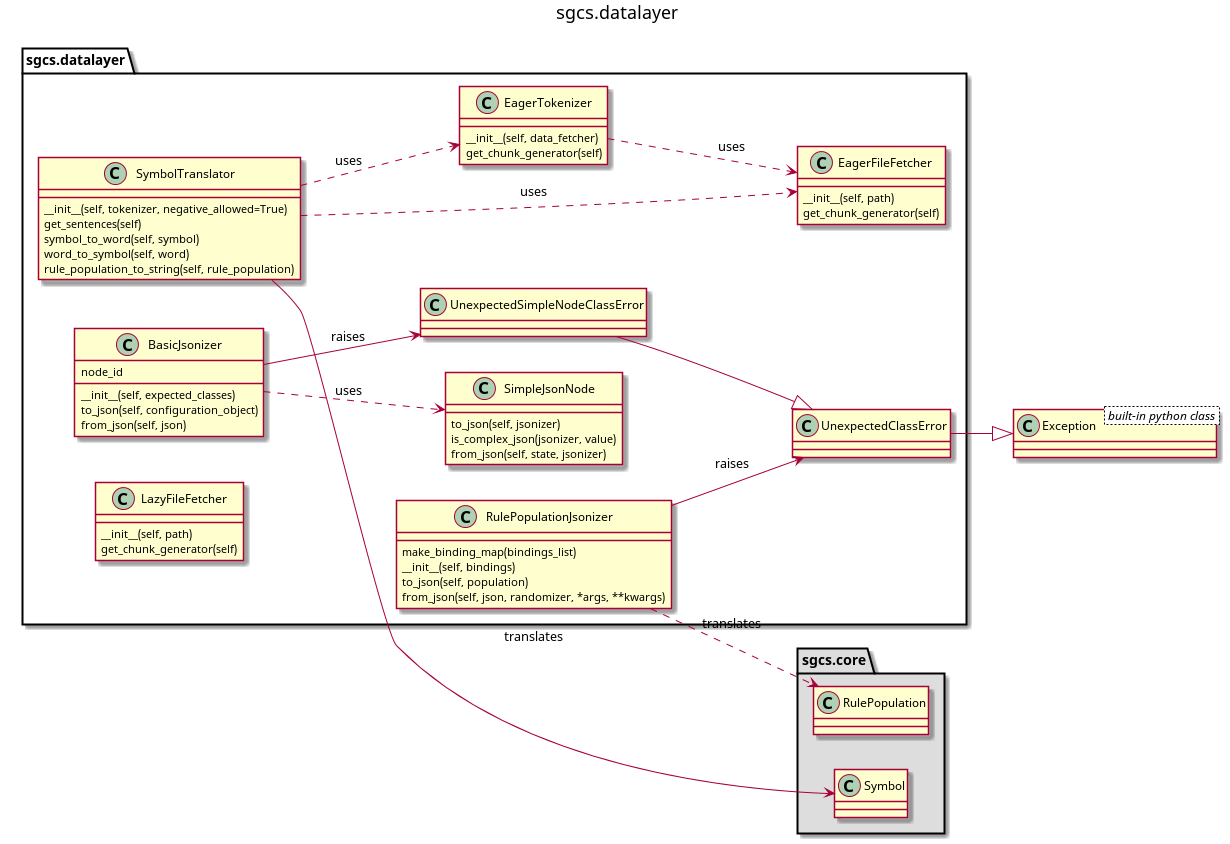 sgcs.datalayer
sgcs.datalayer
C EagerTokenizer
__init__(self, data_fetcher)
get_chunk_generator(self)
uses
uses
C EagerFileFetcher
__init__(self, path)
get_chunk_generator(self)
C SymbolTranslator
__init__(self, tokenizer, negative_allowed=True)
get_sentences(self)
symbol_to_word(self, symbol)
word_to_symbol(self, word)
rule_population_to_string(self, rule_population)
uses
C UnexpectedSimpleNodeClassError
raises
C BasicJsonizer
node_id
__init__(self, expected_classes)
to_json(self, configuration_object)
from_json(self, json)
uses
C SimpleJsonNode
to_json(self, jsonizer)
is_complex_json(jsonizer, value)
from_json(self, state, jsonizer)
C UnexpectedClassError
C Exception
built-in python class
raises
C LazyFileFetcher
__init__(self, path)
get_chunk_generator(self)
C RulePopulationJsonizer
make_binding_map(bindings_list)
__init__(self, bindings)
to_json(self, population)
from_json(self, json, randomizer, *args, **kwargs)
translates
translates
sgcs.core
C RulePopulation
C Symbol